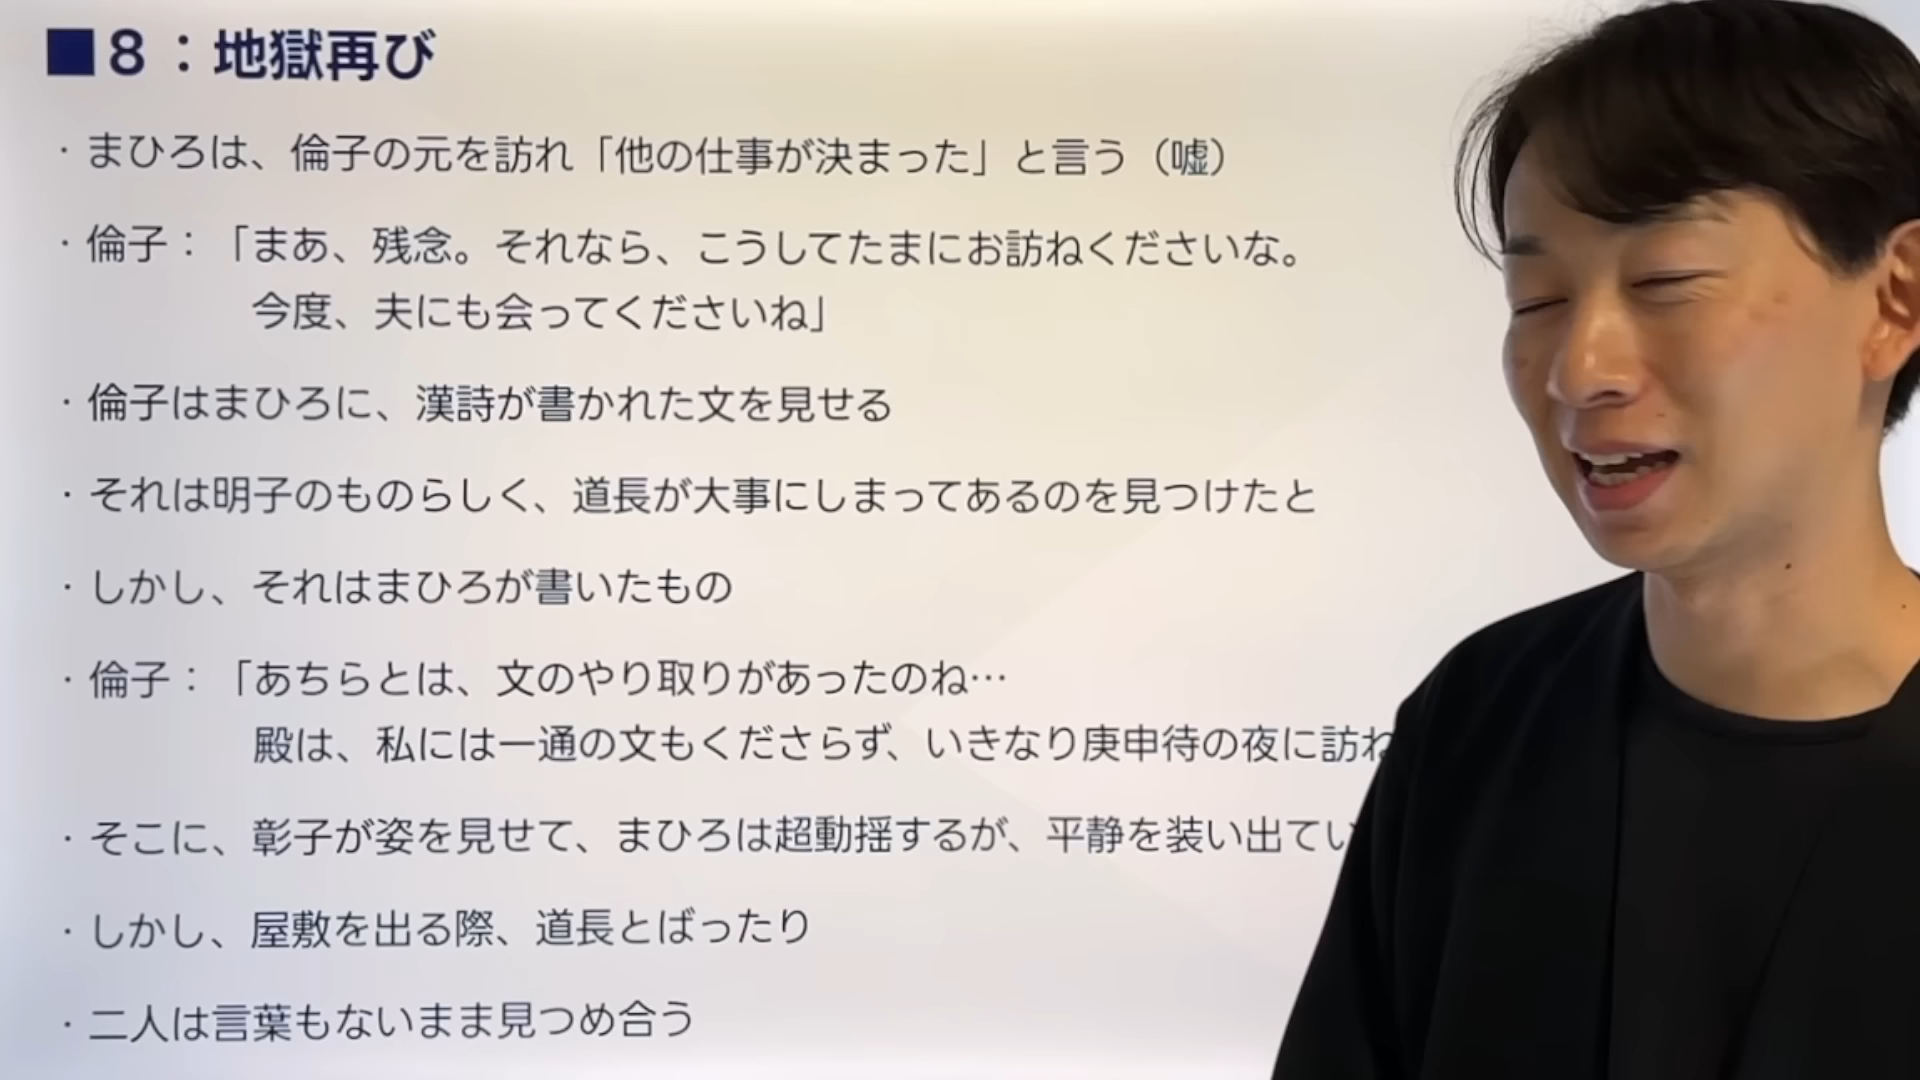 ■8：地獄再び
・まひろは、倫子の元を訪れ「他の仕事が決まった」と言う（嘘）
・倫子：「まあ、残念。それなら、こうしてたまにお訪ねくださいな。
今度、夫にも会ってくださいね」
・倫子はまひろに、漢詩が書かれた文を見せる
・それは明子のものらしく、道長が大事にしまってあるのを見つけたと
・しかし、それはまひろが書いたもの
・倫子：「あちらとは、文のやり取りがあったのね…
殿は、私には一通の文もくださらず、いきなり庚申待の夜に訪ね
・そこに、彰子が姿を見せて、まひろは超動揺するが、平静を装い出てい
・しかし、屋敷を出る際、道長とばったり
・二人は言葉もないまま見つめ合う